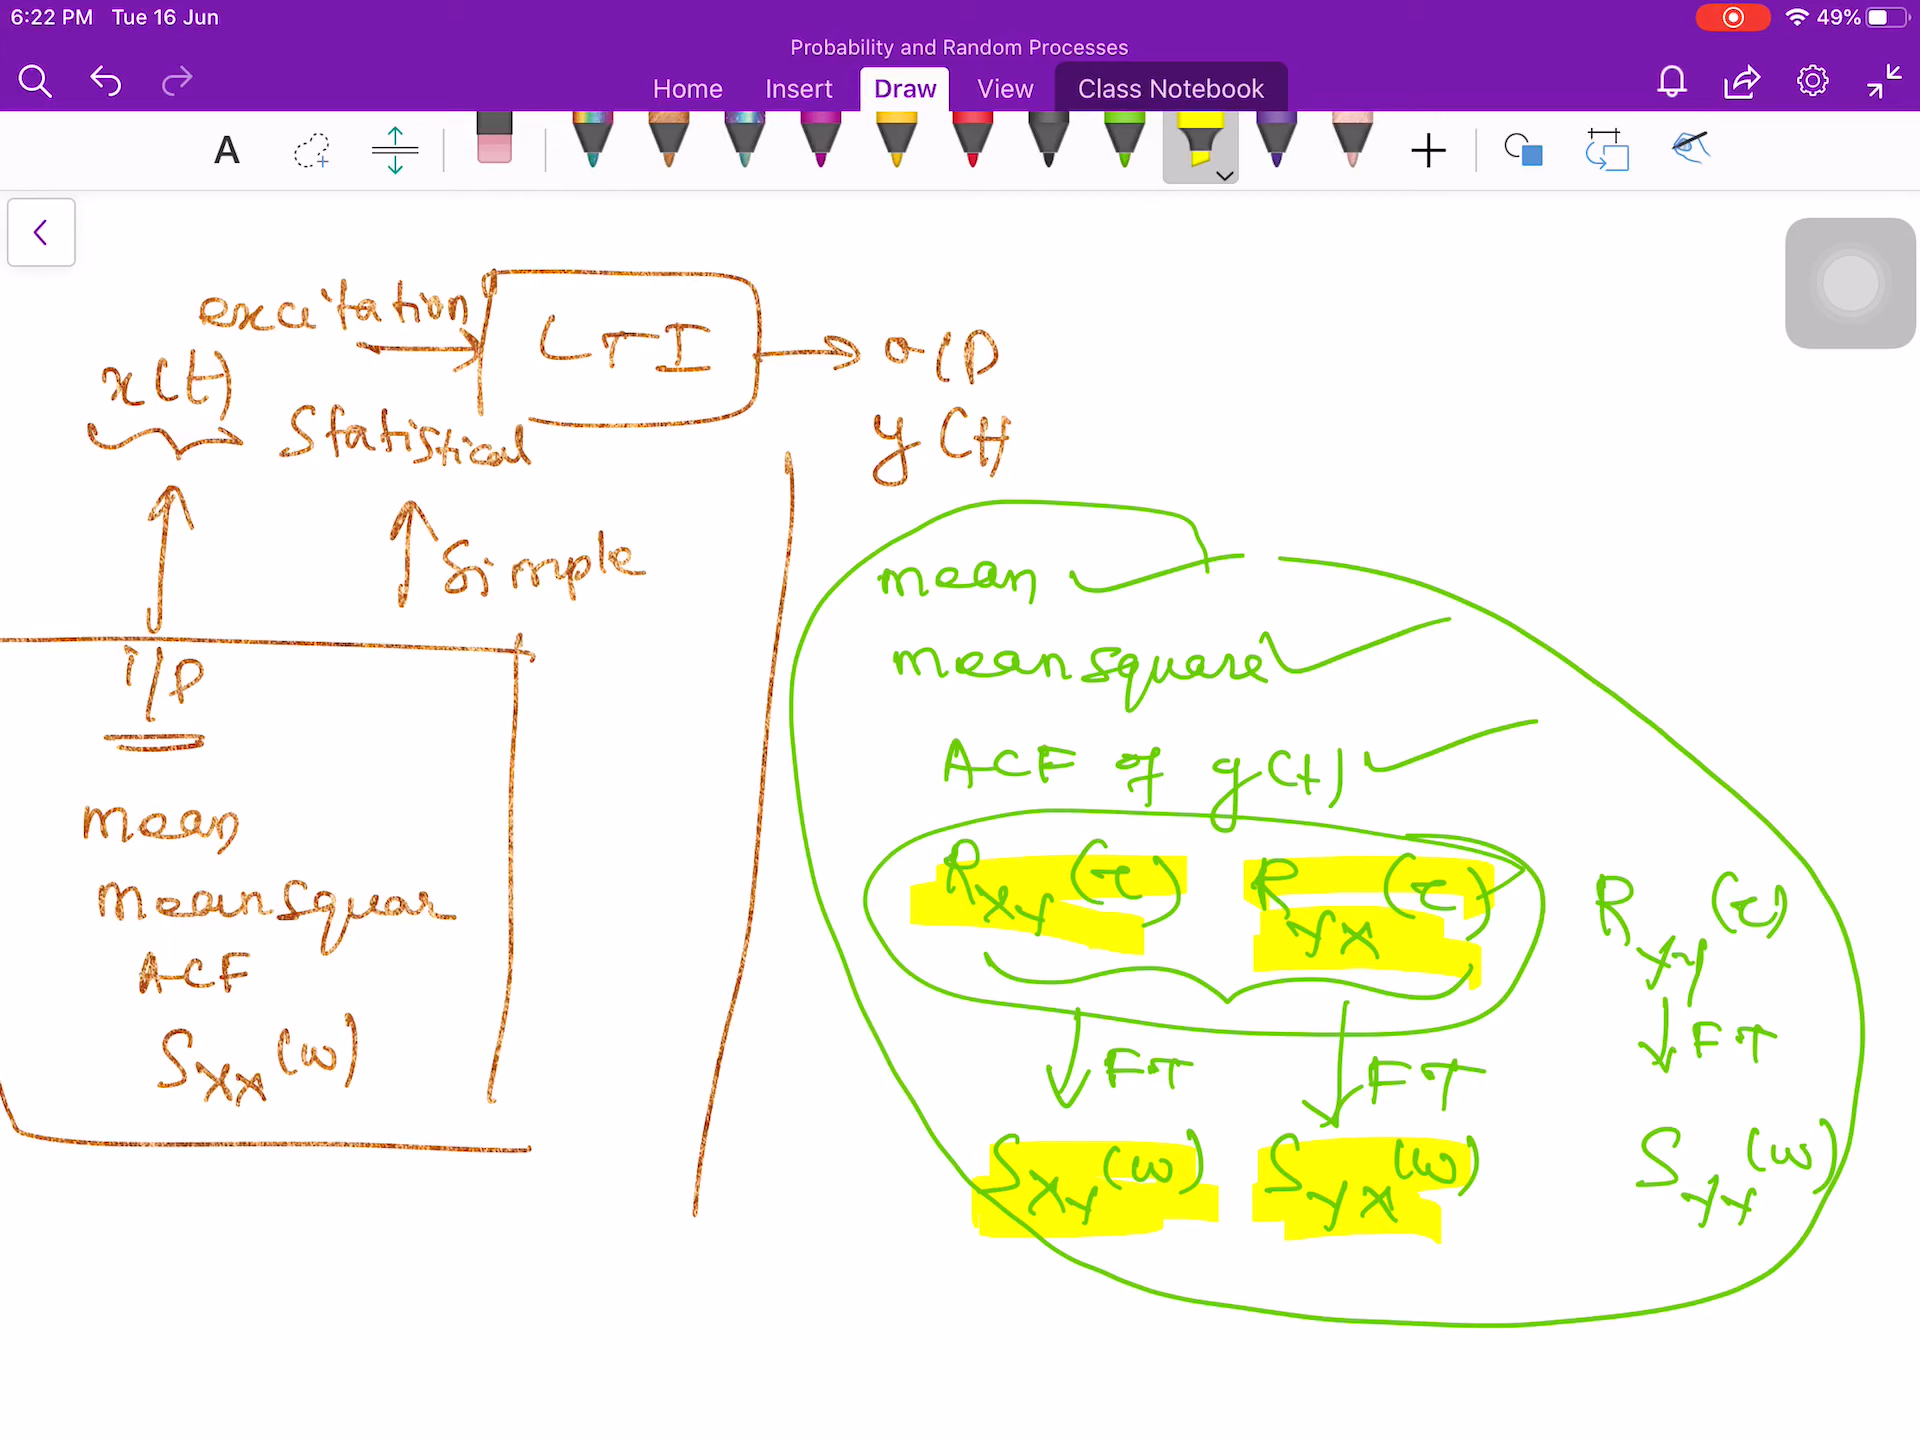 6:22 PM Tue 16 Jun 49%
Probability and Random Processes
Home Insert Draw View Class Notebook
A
excitation LTI O/P
x(t) y(t)
Statistical
Simple
I/P
mean
mean squar
ACF
Sxx(ω)
mean
mean square
ACF of y(t)
Rxy(τ) Ryx(τ) Ryy(τ)
FT FT FT
Sxy(ω) Syx(ω) Syy(ω)